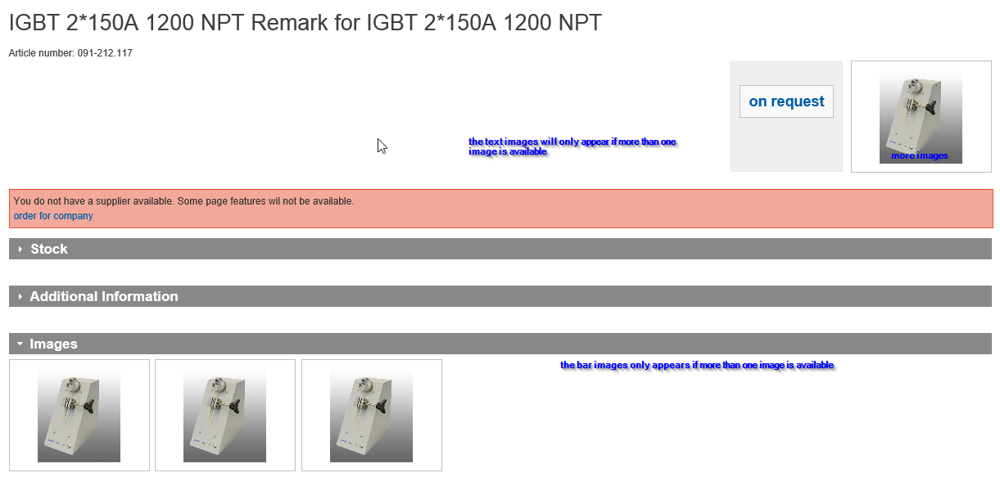 IGBT 2*150A 1200 NPT Remark for IGBT 2*150A 1200 NPT
Article number: 091-212.117
on request
the text images will only appear if more than one
image is available
more images
You do not have a supplier available. Some page features wil not be available.
order for company
Stock
Additional Information
Images
the bar images only appears if more than one image is available